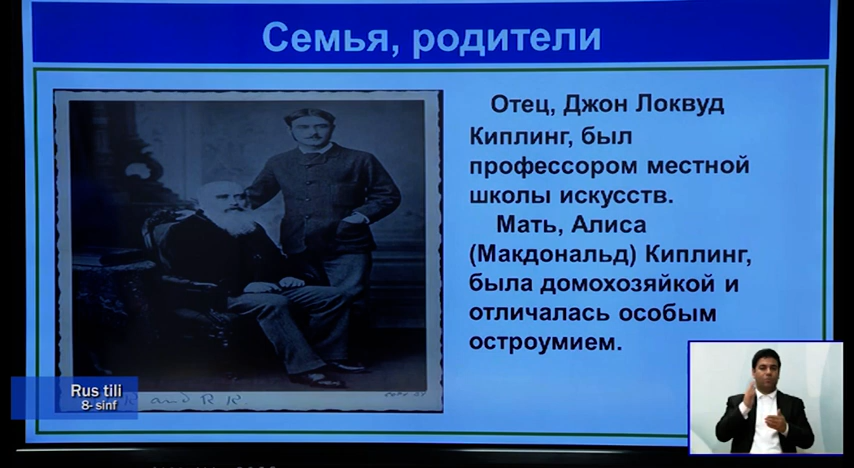 Семья, родители
Отец, Джон Локвуд
Киплинг, был
профессором местной
школы искусств.
Мать, Алиса
(Макдональд) Киплинг,
была домохозяйкой и
отличалась особым
остроумием.
and R K.
Rus tili
8- sinf